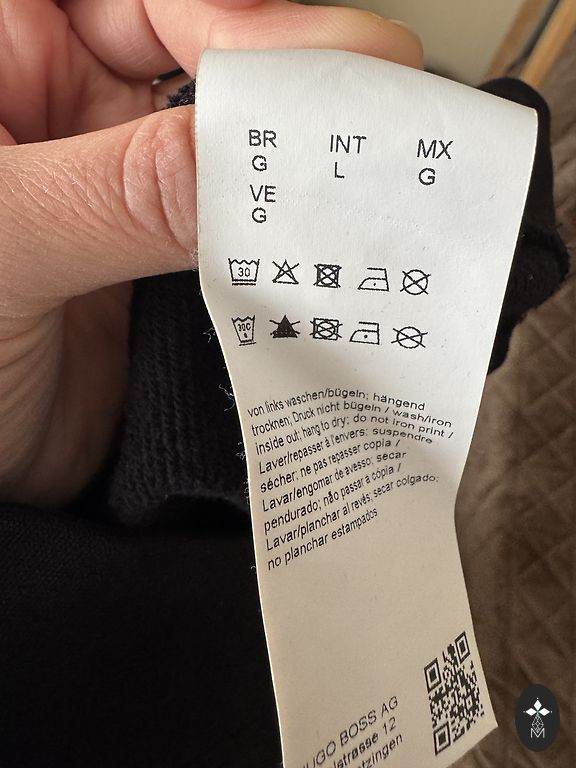 BR INT MX
G L G
VE
G
30
30C
von links waschen/bügeln; hängend
trocknen; Druck nicht bügeln / wash/iron
inside out; hang to dry; do not iron print /
Laver/repasser à l'envers; suspendre
sécher; ne pas repasser copia /
Lavar/engomar de avesso; secar
pendurado; não passar a cópia /
Lavar/planchar al revés; secar colgado;
no planchar estampados
HUGO BOSS AG
12
M